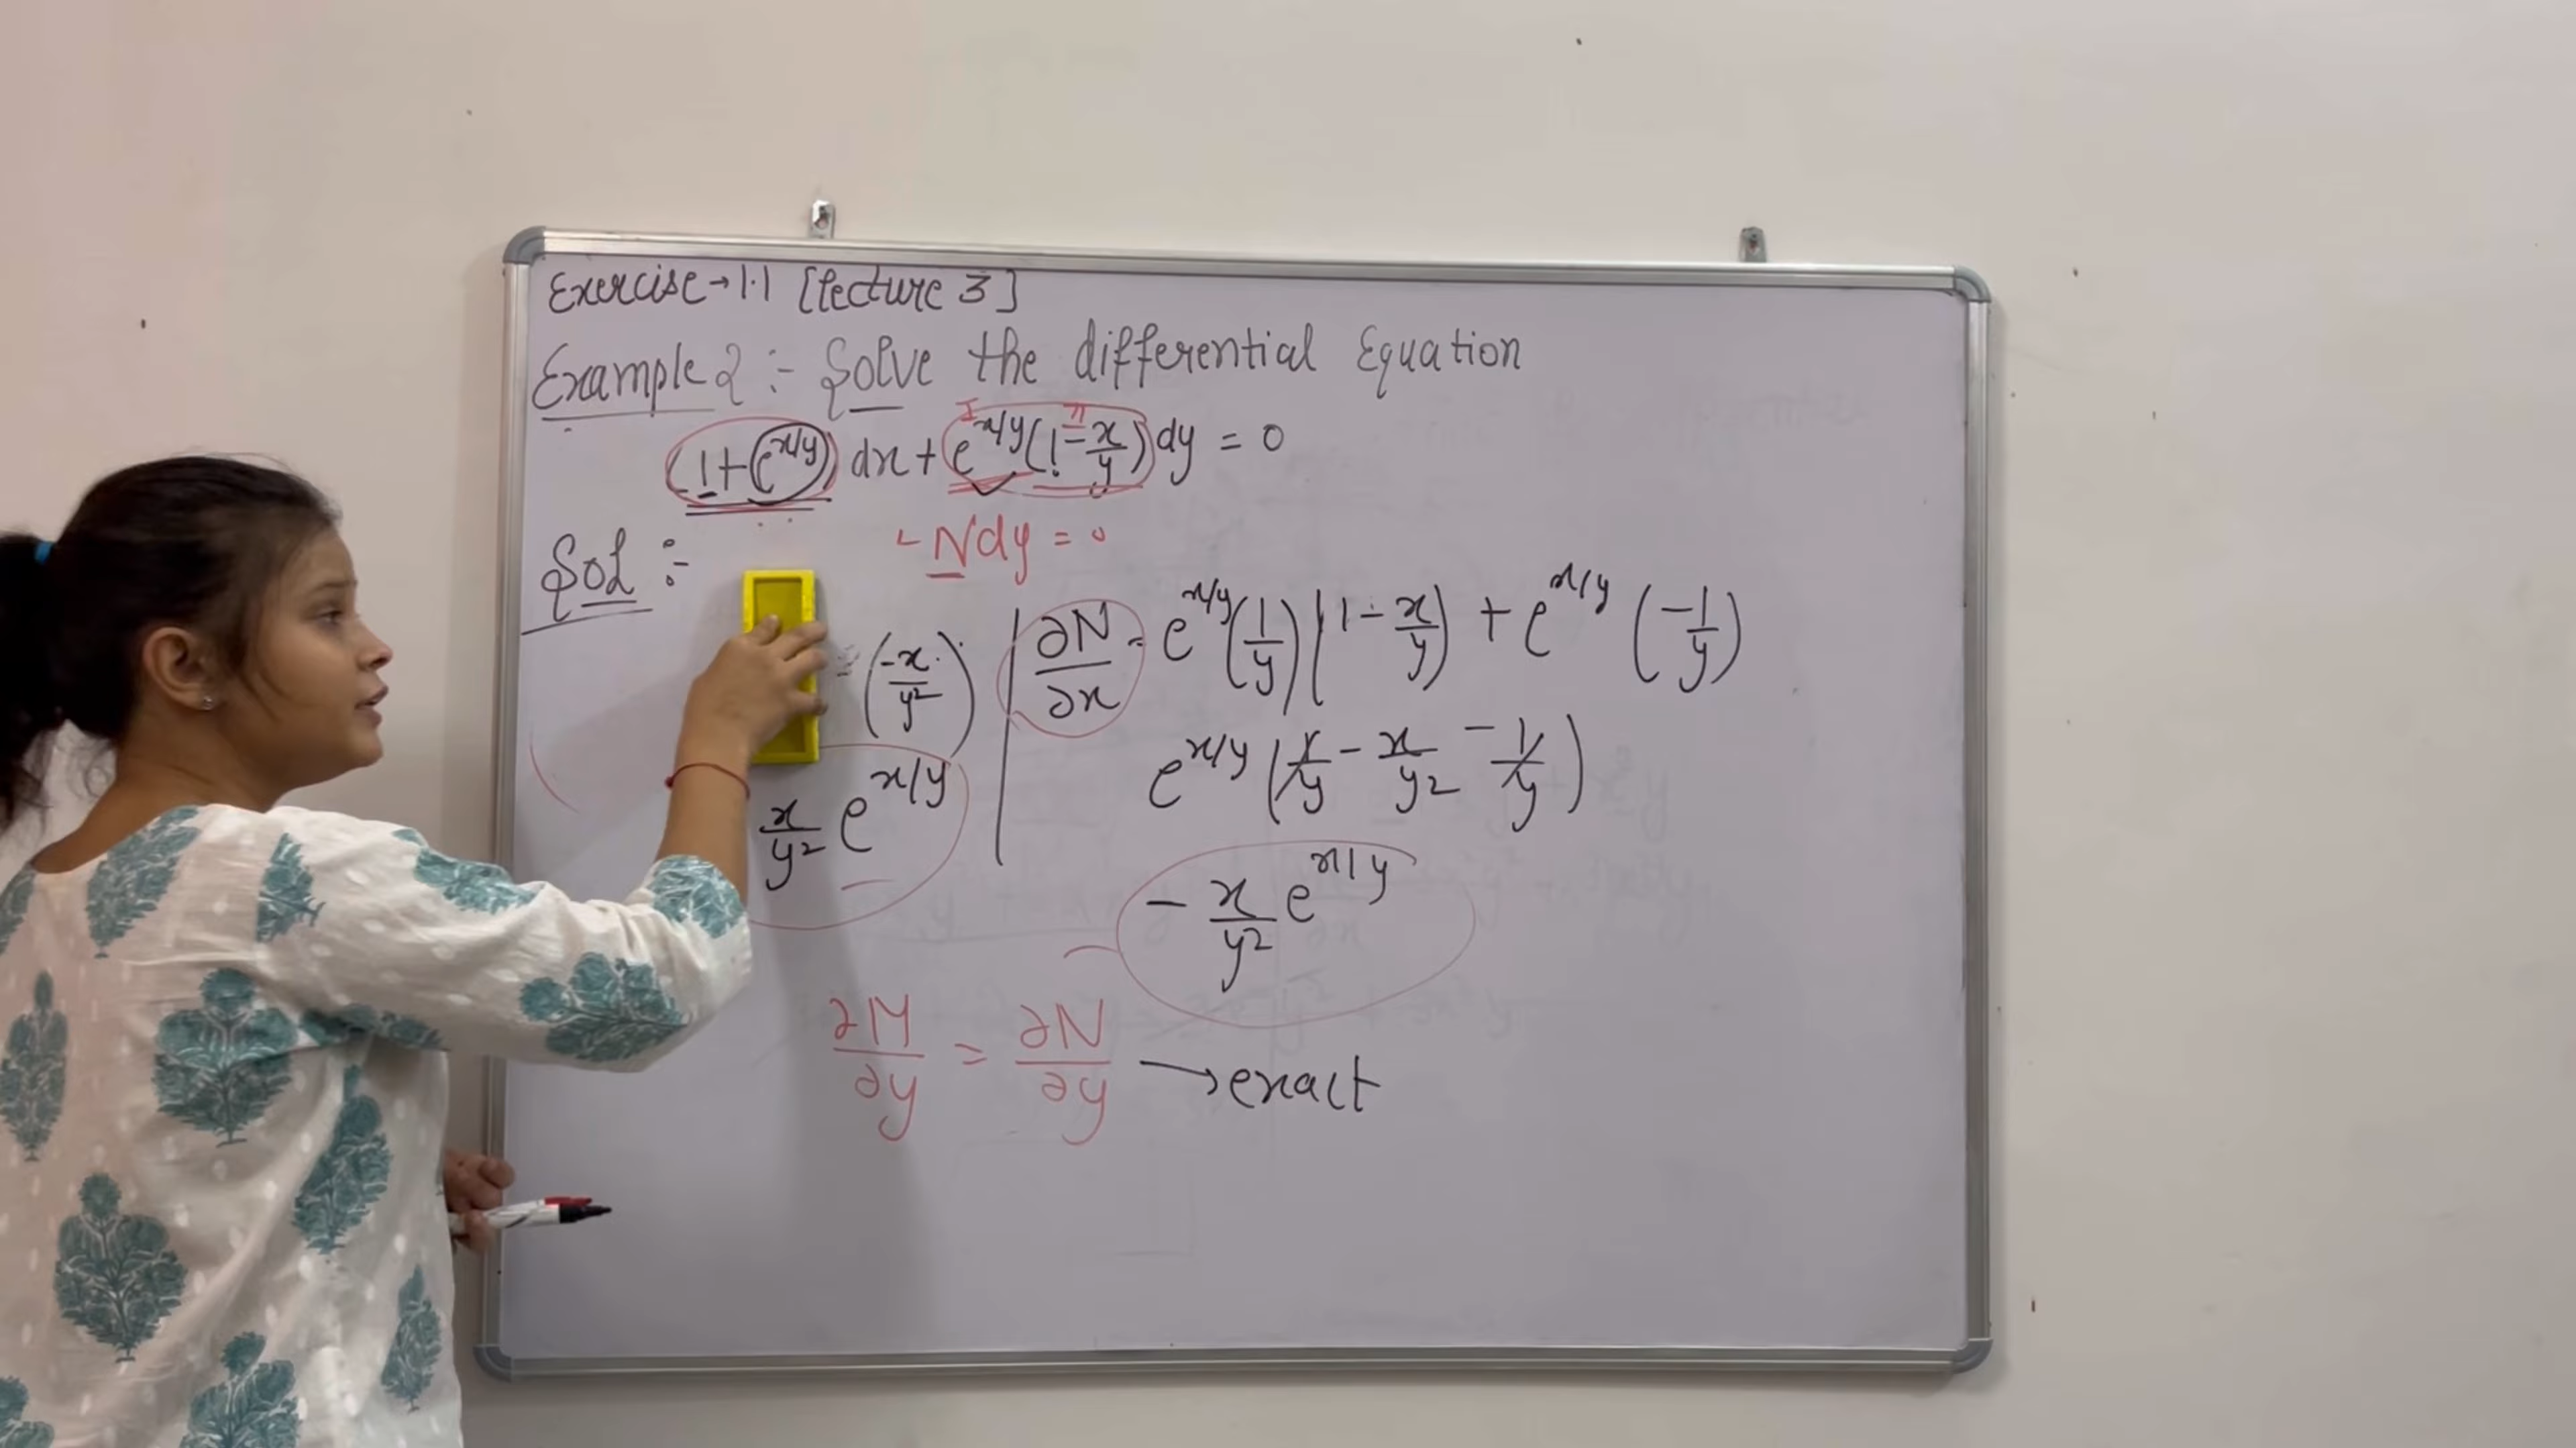 Exercise → 1.1 [lecture 3]
Example 2 :- Solve the differential Equation
(1+e^{x/y}) dx + e^{x/y} (1 - x/y) dy = 0
I II
Sol :-
N dy = 0
(-x/y²)
x/y² e^{x/y}
∂N/∂x = e^{x/y} (1/y) (1 - x/y) + e^{x/y} (-1/y)
e^{x/y} (1/y - x/y² - 1/y)
- x/y² e^{x/y}
∂M/∂y = ∂N/∂y → exact